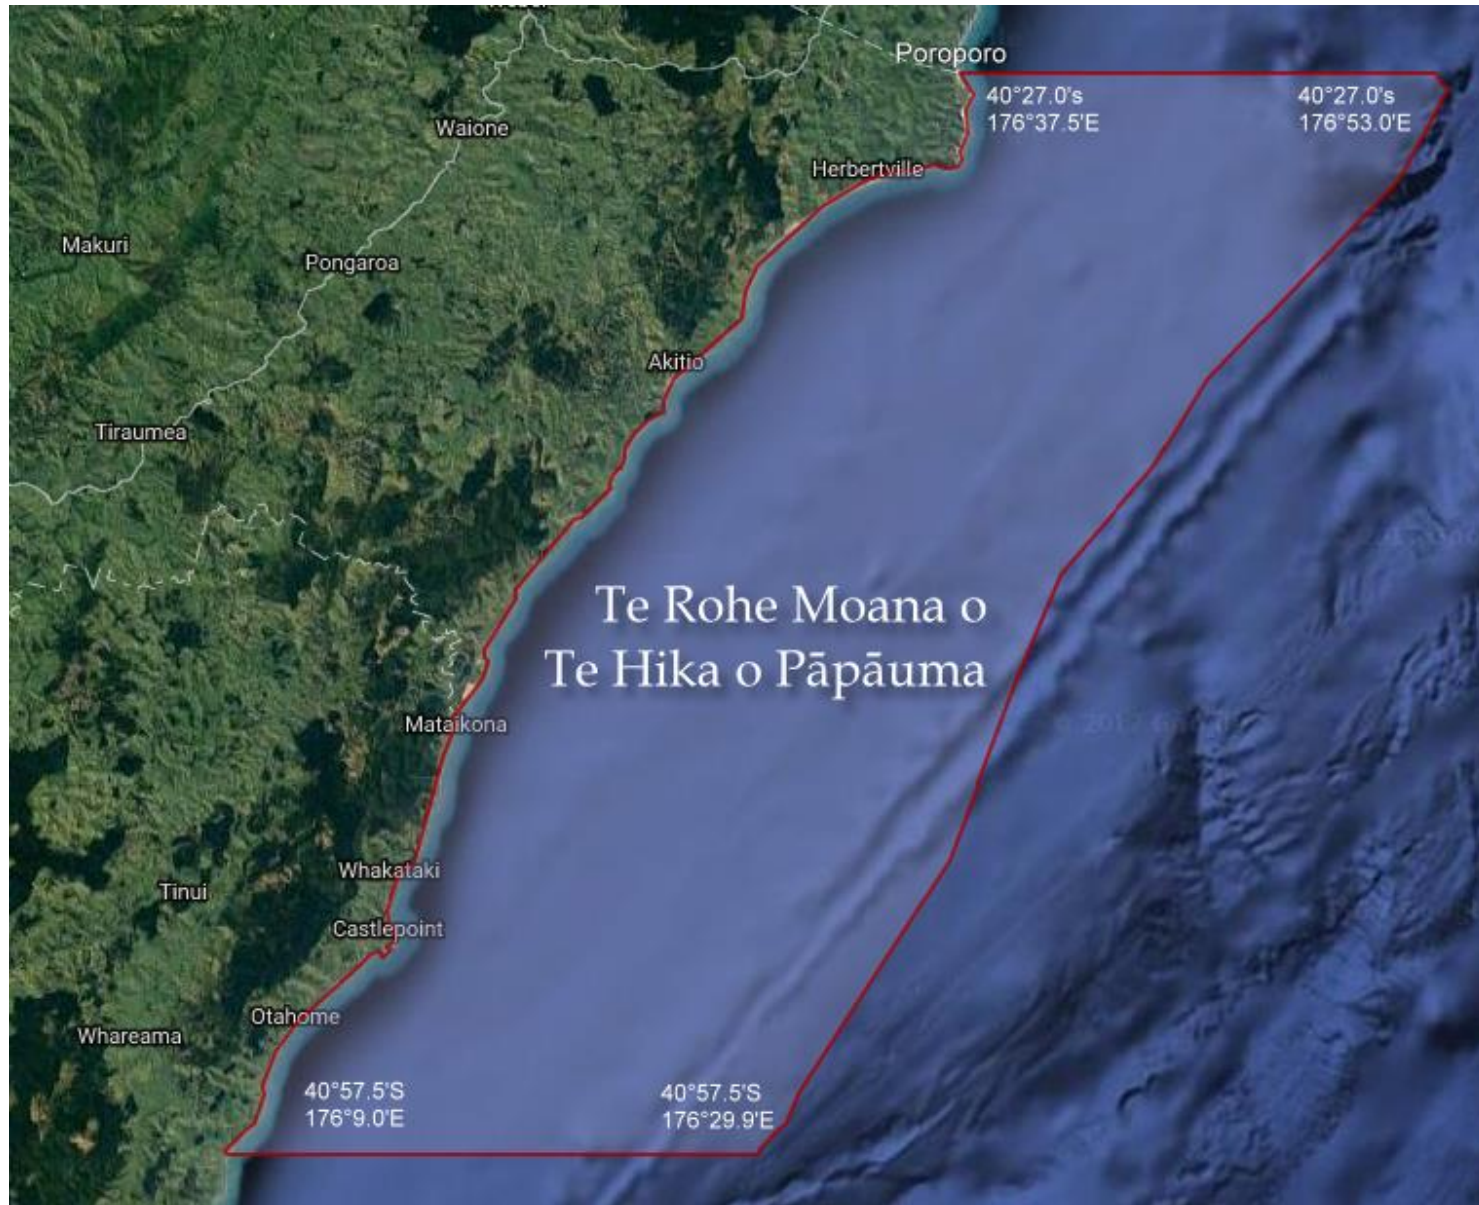 Poroporo
40°27.0's
176°37.5'E
40°27.0's
176°53.0'E
Waione
Herbertville
Makuri
Pongaroa
Akitio
Tiraumea
Te Rohe Moana o
Te Hika o Pāpāuma
Mataikona
Whakataki
Tinui
Castlepoint
Otahome
Whareama
40°57.5'S
176°9.0'E
40°57.5'S
176°29.9'E